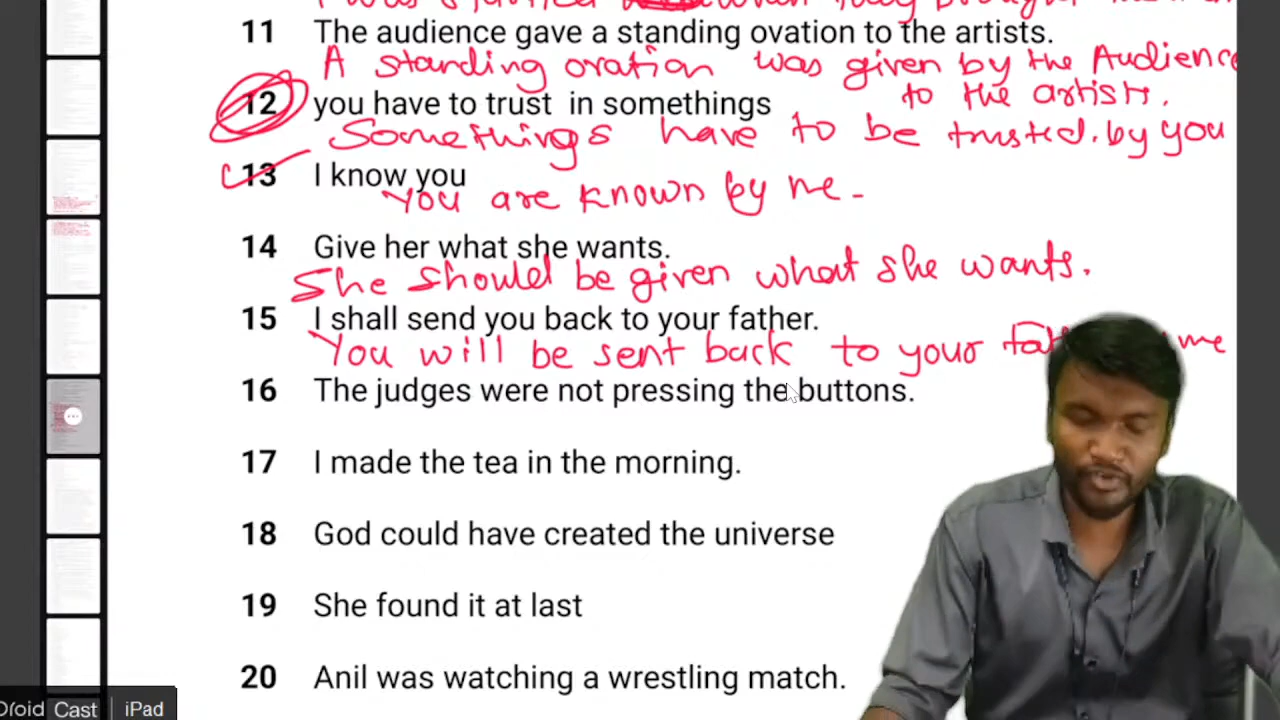 11 The audience gave a standing ovation to the artists.
A standing ovation was given by the Audience
to the artists.
12 you have to trust in somethings
Somethings have to be trusted by you
13 I know you
You are known by me.
14 Give her what she wants.
She should be given what she wants.
15 I shall send you back to your father.
You will be sent back to your me
16 The judges were not pressing the buttons.
17 I made the tea in the morning.
18 God could have created the universe
19 She found it at last
20 Anil was watching a wrestling match.
Cast iPad